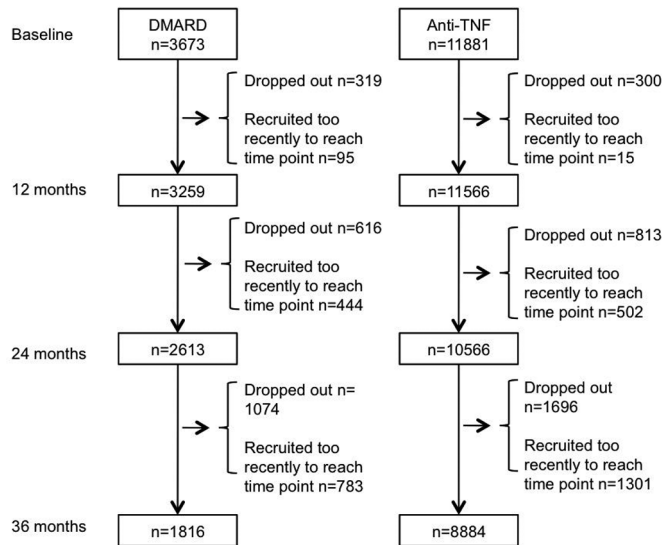 Baseline
DMARD
n=3673
Anti-TNF
n=11881
Dropped out n=319
Recruited too
recently to reach
time point n=95
Dropped out n=300
Recruited too
recently to reach
time point n=15
12 months
n=3259
n=11566
Dropped out n=616
Recruited too
recently to reach
time point n=444
Dropped out n=813
Recruited too
recently to reach
time point n=502
24 months
n=2613
n=10566
Dropped out n=
1074
Recruited too
recently to reach
time point n=783
Dropped out
n=1696
Recruited too
recently to reach
time point n=1301
36 months
n=1816
n=8884